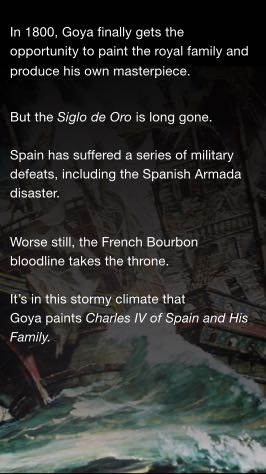 In 1800, Goya finally gets the
opportunity to paint the royal family and
produce his own masterpiece.
But the Siglo de Oro is long gone.
Spain has suffered a series of military
defeats, including the Spanish Armada
disaster.
Worse still, the French Bourbon
bloodline takes the throne.
It's in this stormy climate that
Goya paints Charles IV of Spain and His
Family.